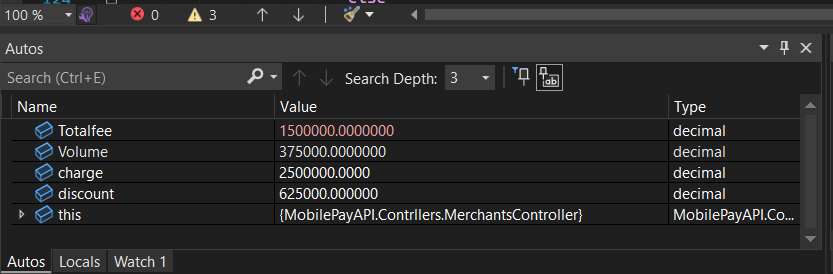 100 % 0 3
Autos
Search (Ctrl+E) Search Depth: 3
Name Value Type
Totalfee 1500000.0000000 decimal
Volume 375000.0000000 decimal
charge 2500000.0000 decimal
discount 625000.000000 decimal
this {MobilePayAPI.Contrllers.MerchantsController} MobilePayAPI.Co...
Autos Locals Watch 1